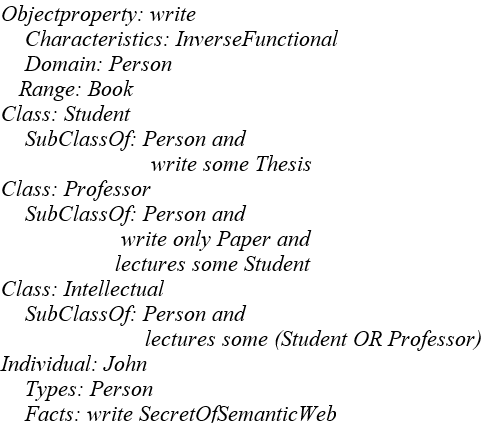 Objectproperty: write
Characteristics: InverseFunctional
Domain: Person
Range: Book
Class: Student
SubClassOf: Person and
write some Thesis
Class: Professor
SubClassOf: Person and
write only Paper and
lectures some Student
Class: Intellectual
SubClassOf: Person and
lectures some (Student OR Professor)
Individual: John
Types: Person
Facts: write SecretOfSemanticWeb